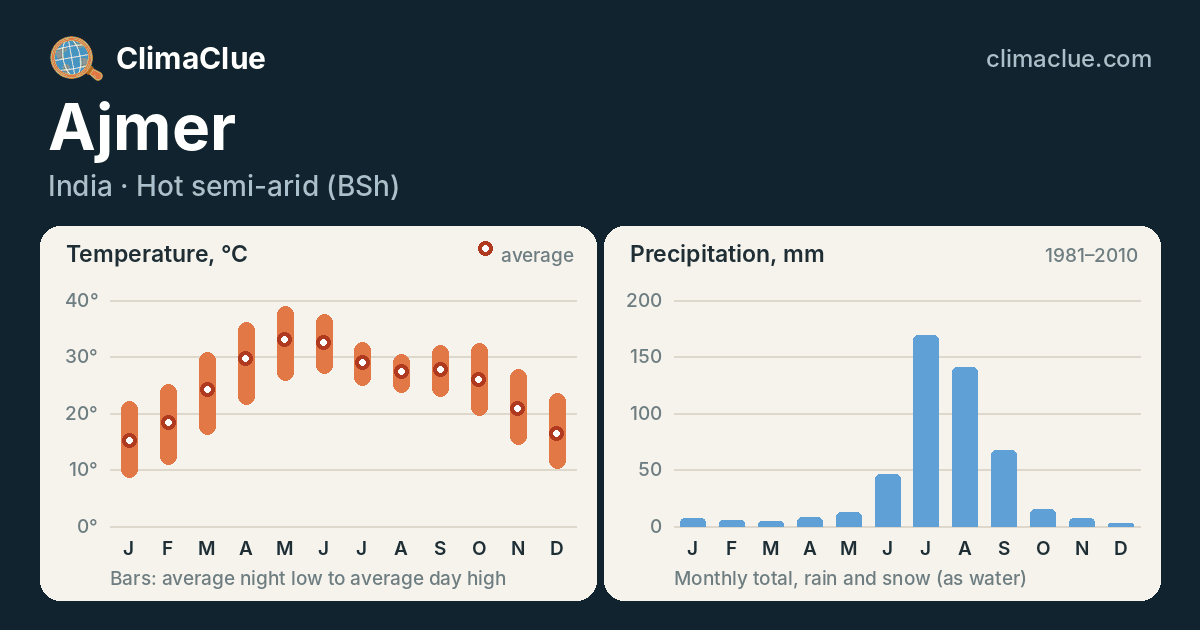 ClimaClue
climaclue.com
Ajmer
India · Hot semi-arid (BSh)
Temperature, °C
average
40°
30°
20°
10°
0°
J F M A M J J A S O N D
Bars: average night low to average day high
Precipitation, mm
1981–2010
200
150
100
50
0
J F M A M J J A S O N D
Monthly total, rain and snow (as water)